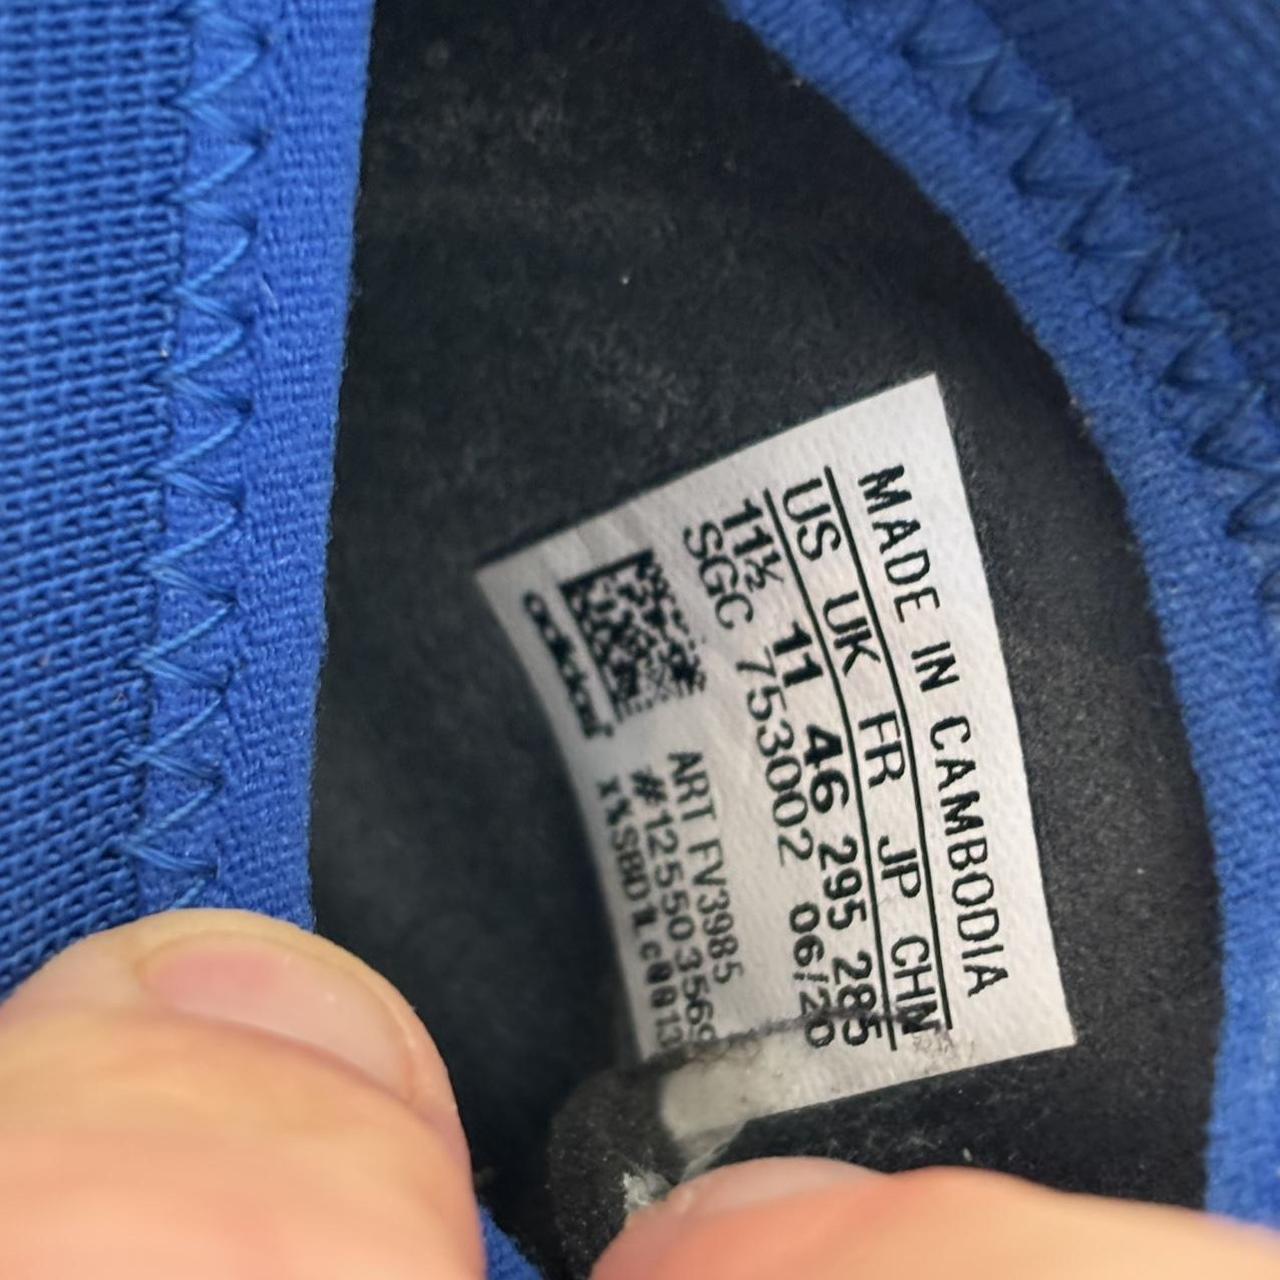 MADE IN CAMBODIA
US UK FR JP CHN
11½ 11 46 295 285
SGC 753002 06/20
ART FV3985
adidas